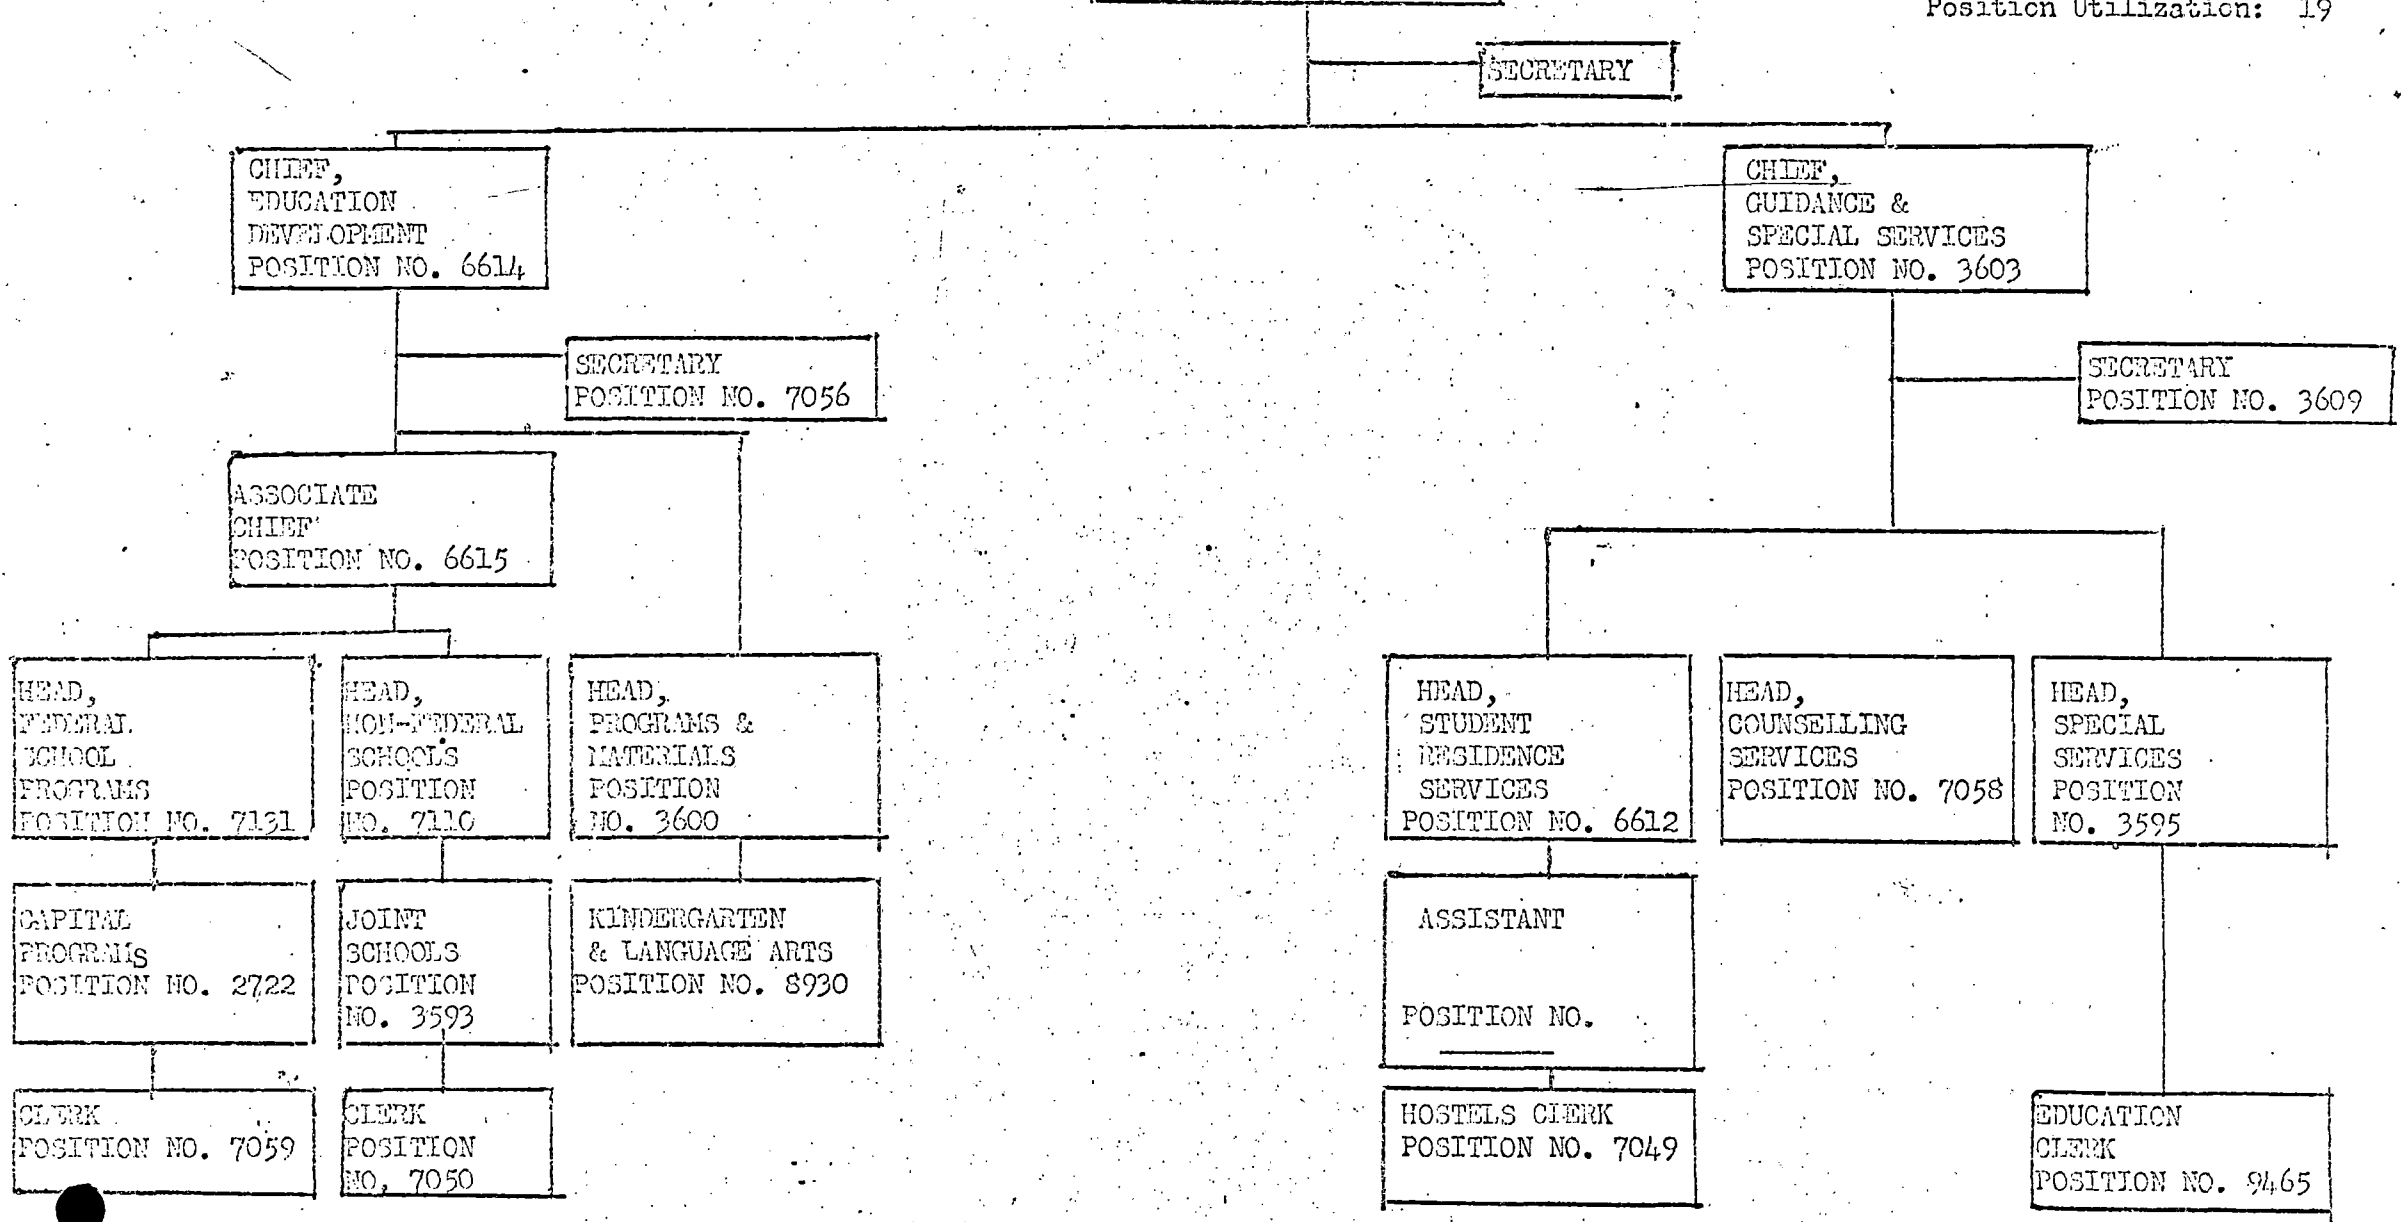 Position Utilization: 19
SECRETARY
CHIEF,
EDUCATION
DEVELOPMENT
POSITION NO. 6614
CHIEF,
GUIDANCE &
SPECIAL SERVICES
POSITION NO. 3603
SECRETARY
POSITION NO. 7056
SECRETARY
POSITION NO. 3609
ASSOCIATE
CHIEF
POSITION NO. 6615
HEAD,
FEDERAL
SCHOOL
PROGRAMS
POSITION NO. 7131
HEAD,
NON-FEDERAL
SCHOOLS
POSITION
NO. 7110
HEAD,
PROGRAMS &
MATERIALS
POSITION
NO. 3600
HEAD,
STUDENT
RESIDENCE
SERVICES
POSITION NO. 6612
HEAD,
COUNSELLING
SERVICES
POSITION NO. 7058
HEAD,
SPECIAL
SERVICES
POSITION
NO. 3595
CAPITAL
PROGRAMS
POSITION NO. 2722
JOINT
SCHOOLS
POSITION
NO. 3593
KINDERGARTEN
& LANGUAGE ARTS
POSITION NO. 8930
ASSISTANT
POSITION NO.
CLERK
POSITION NO. 7059
CLERK
POSITION
NO. 7050
HOSTELS CLERK
POSITION NO. 7049
EDUCATION
CLERK
POSITION NO. 9465